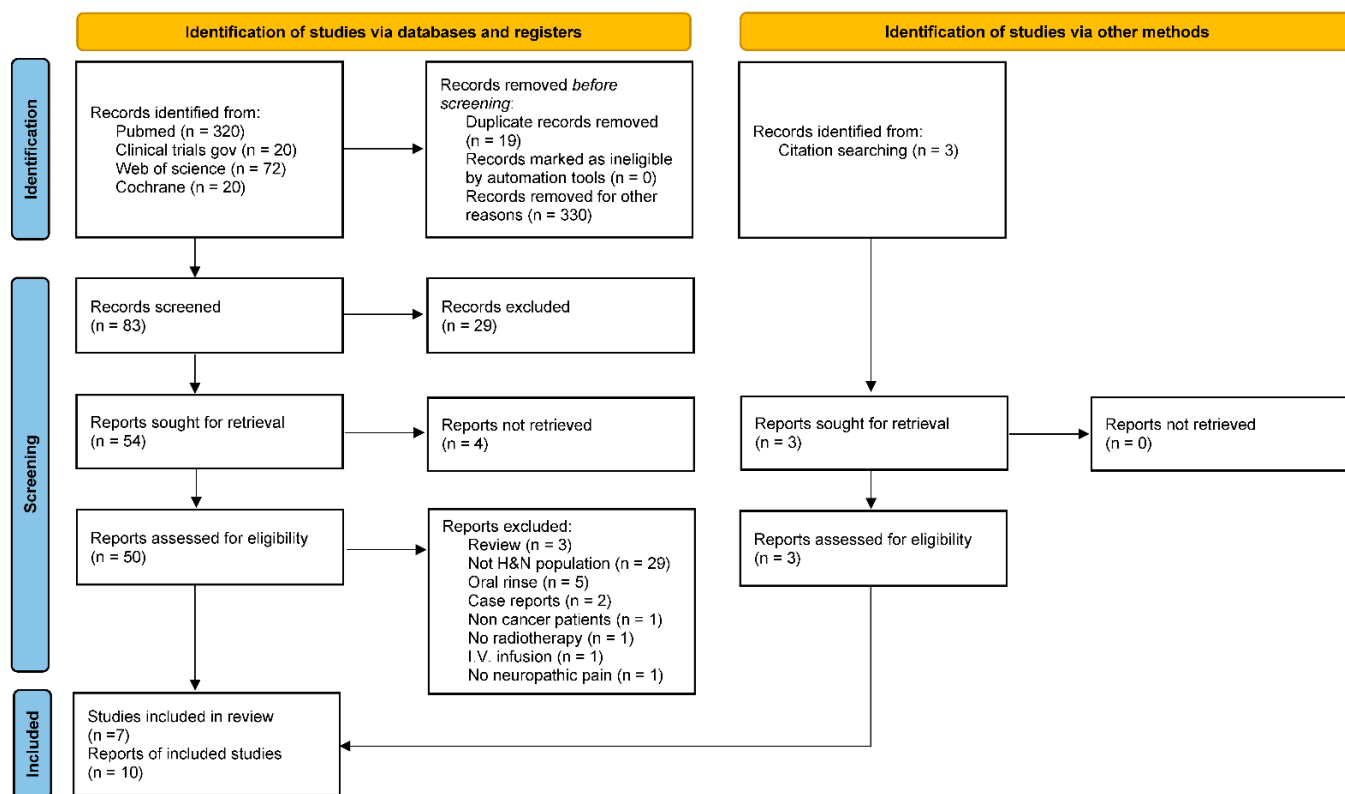 Identification of studies via databases and registers
Identification of studies via other methods
Identification
Records identified from:
Pubmed (n = 320)
Clinical trials gov (n = 20)
Web of science (n = 72)
Cochrane (n = 20)
Records removed before
screening:
Duplicate records removed
(n = 19)
Records marked as ineligible
by automation tools (n = 0)
Records removed for other
reasons (n = 330)
Records identified from:
Citation searching (n = 3)
Screening
Records screened
(n = 83)
Records excluded
(n = 29)
Reports sought for retrieval
(n = 54)
Reports not retrieved
(n = 4)
Reports sought for retrieval
(n = 3)
Reports not retrieved
(n = 0)
Reports assessed for eligibility
(n = 50)
Reports excluded:
Review (n = 3)
Not H&N population (n = 29)
Oral rinse (n = 5)
Case reports (n = 2)
Non cancer patients (n = 1)
No radiotherapy (n = 1)
I.V. infusion (n = 1)
No neuropathic pain (n = 1)
Reports assessed for eligibility
(n = 3)
Included
Studies included in review
(n =7)
Reports of included studies
(n = 10)